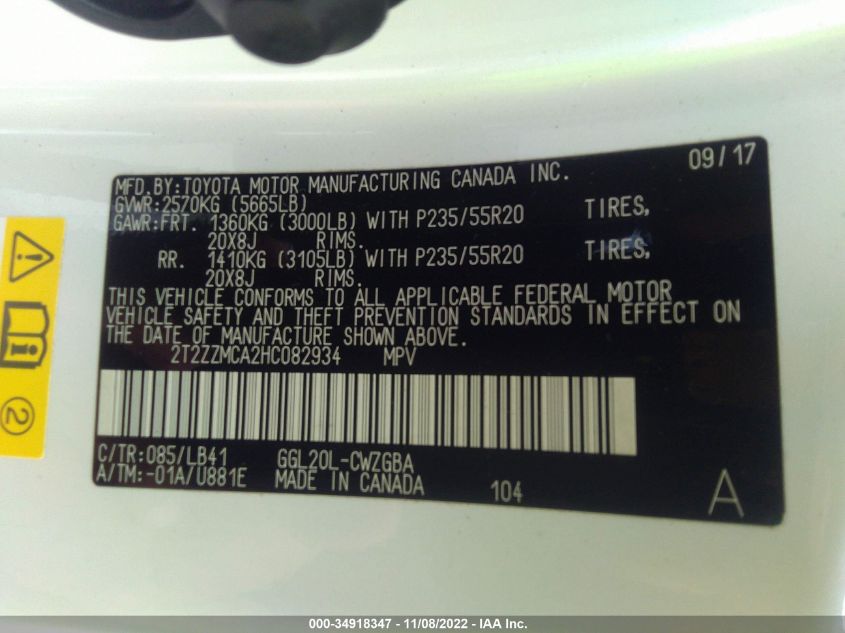 09/17
MFD.BY:TOYOTA MOTOR MANUFACTURING CANADA INC.
GVWR:2570KG (5665LB)
GAWR:FRT. 1360KG (3000LB) WITH P235/55R20 TIRES,
20X8J RIMS.
RR. 1410KG (3105LB) WITH P235/55R20 TIRES,
20X8J RIMS.
THIS VEHICLE CONFORMS TO ALL APPLICABLE FEDERAL MOTOR
VEHICLE SAFETY AND THEFT PREVENTION STANDARDS IN EFFECT ON
THE DATE OF MANUFACTURE SHOWN ABOVE.
2T2ZZMCA2HC082934 MPV
C/TR:085/LB41 GGL20L-CWZGBA
A/TM:-01A/U881E MADE IN CANADA 104 A
2
000-34918347 - 11/08/2022 - IAA Inc.